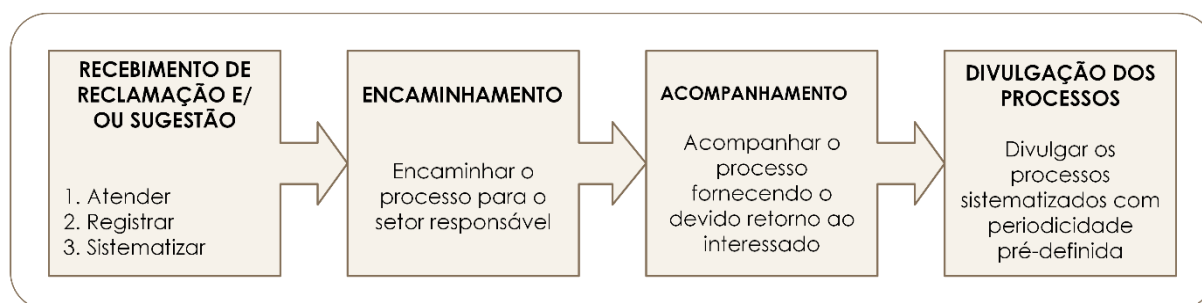 RECEBIMENTO DE
RECLAMAÇÃO E/
OU SUGESTÃO
1. Atender
2. Registrar
3. Sistematizar
ENCAMINHAMENTO
Encaminhar o
processo para o
setor responsável
ACOMPANHAMENTO
Acompanhar o
processo
fornecendo o
devido retorno ao
interessado
DIVULGAÇÃO DOS
PROCESSOS
Divulgar os
processos
sistematizados com
periodicidade
pré-definida